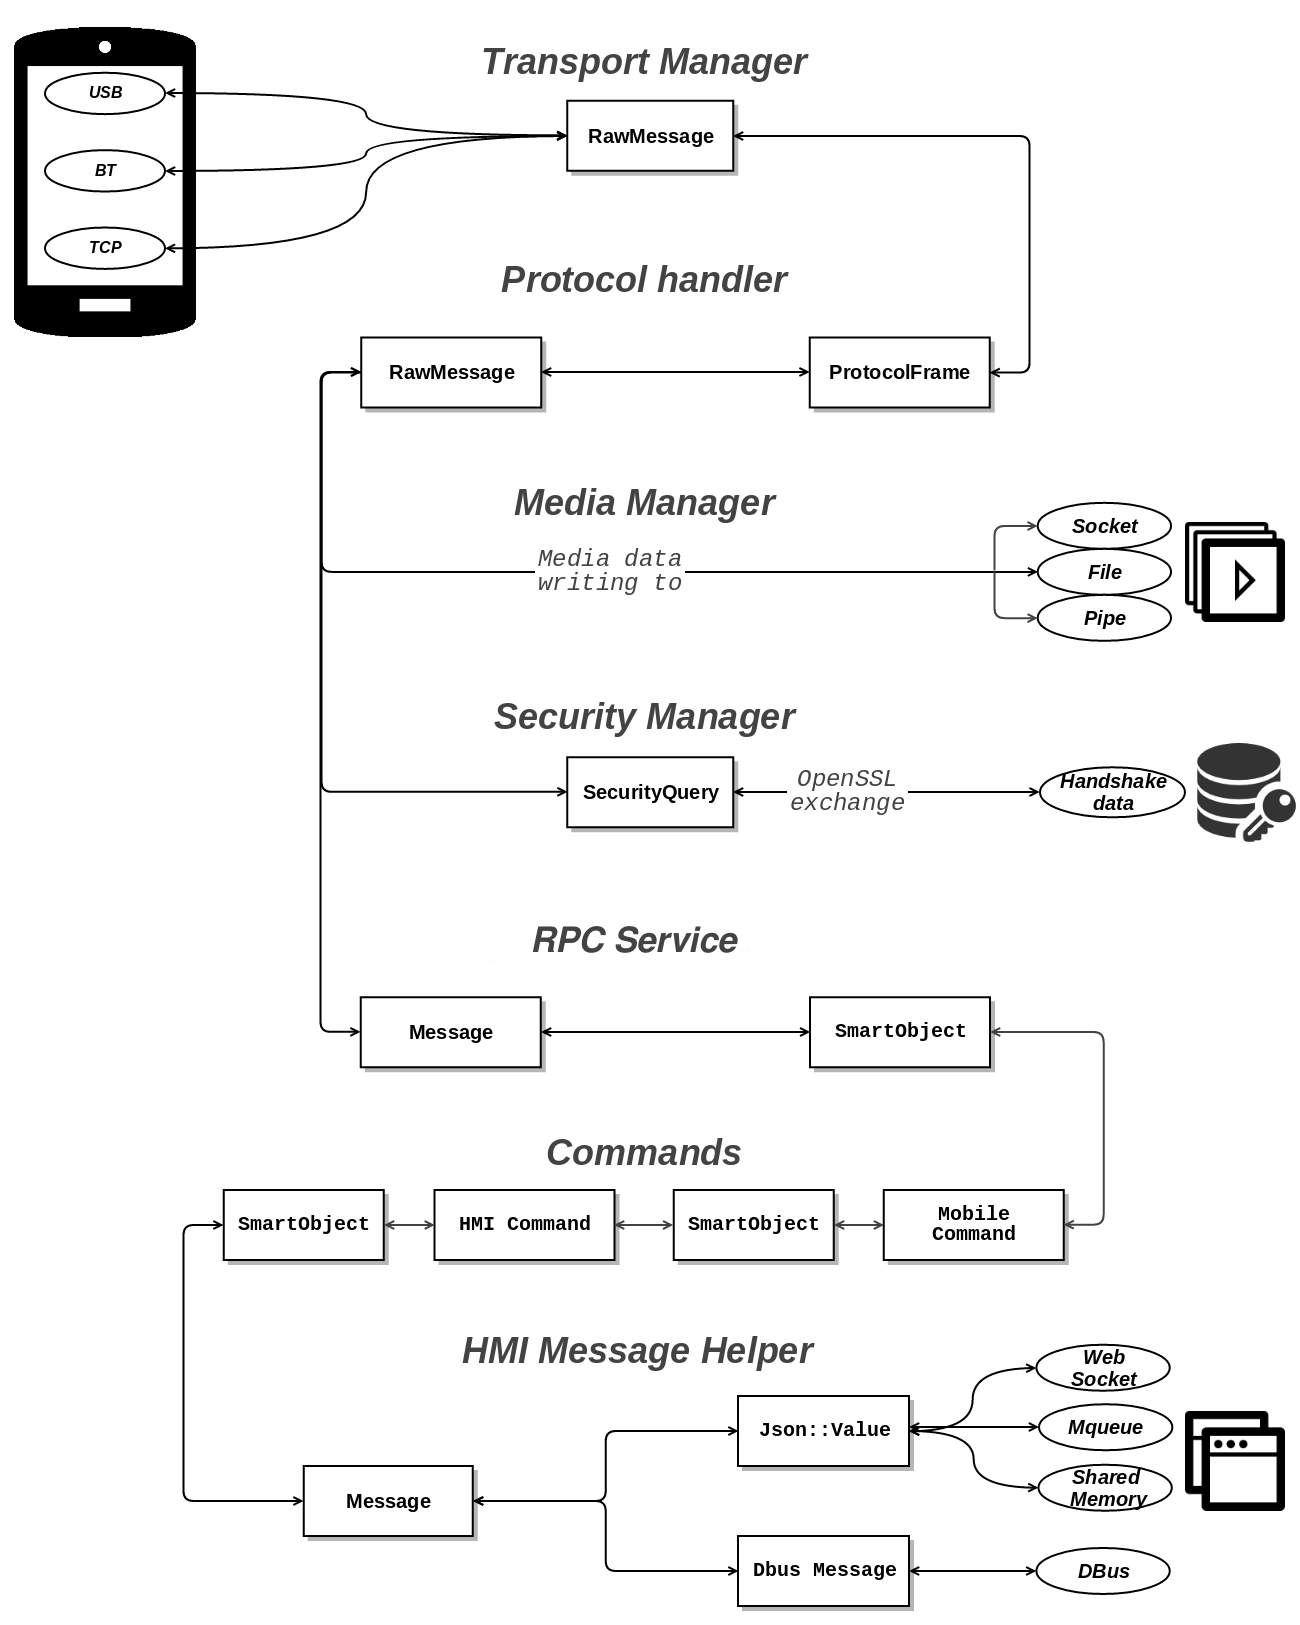 Transport Manager
USB
RawMessage
BT
TCP
Protocol handler
RawMessage
ProtocolFrame
Media Manager
Media data
writing to
Socket
File
Pipe
Security Manager
SecurityQuery
OpenSSL
exchange
Handshake
data
RPC Service
Message
SmartObject
Commands
SmartObject
HMI Command
SmartObject
Mobile
Command
HMI Message Helper
Web
Socket
Json::Value
Mqueue
Shared
Memory
Message
Dbus Message
DBus